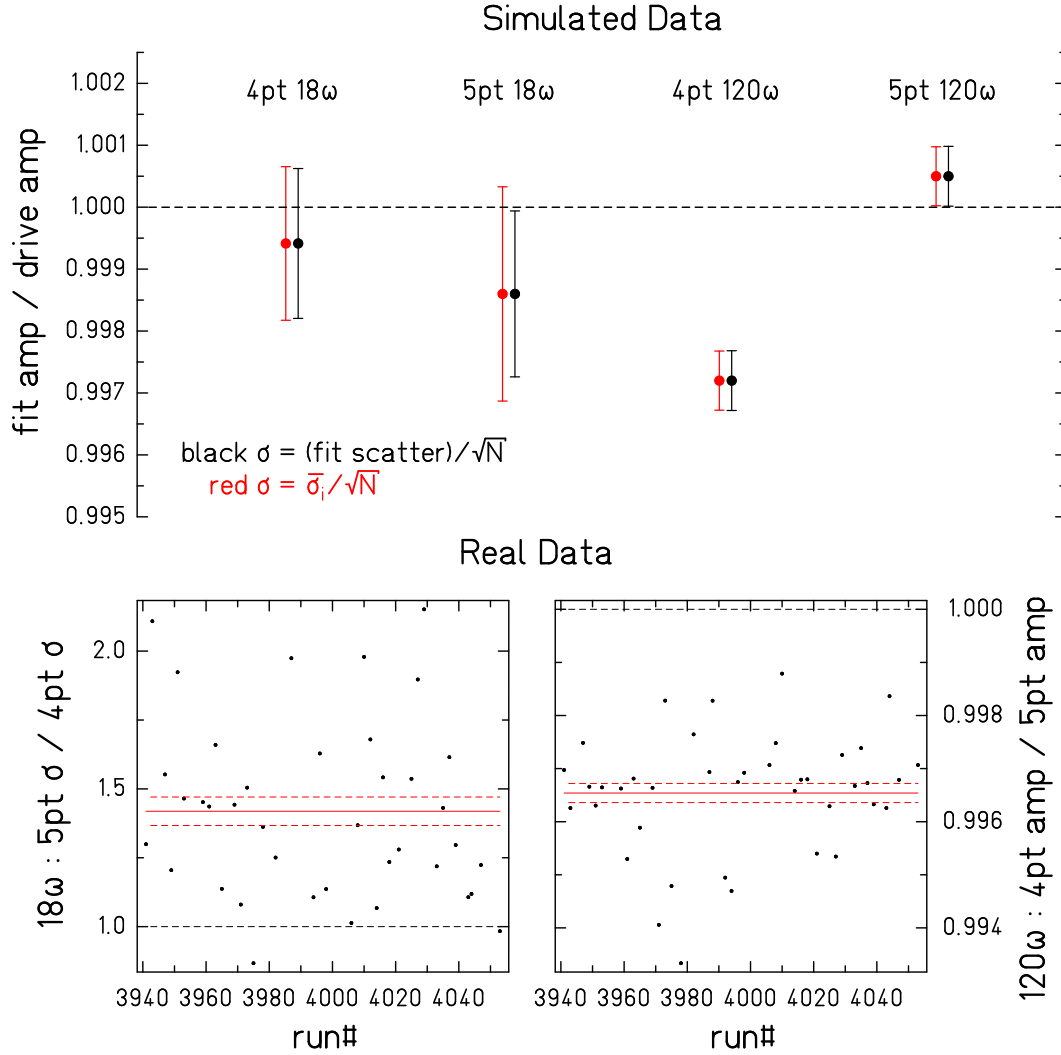 Simulated Data
4pt 18ω 5pt 18ω 4pt 120ω 5pt 120ω
fit amp / drive amp
1.002
1.001
1.000
0.999
0.998
0.997
0.996
0.995
black σ = (fit scatter)/√N
red σ = σ̅ᵢ/√N
Real Data
18ω : 5pt σ / 4pt σ
2.0
1.5
1.0
3940 3960 3980 4000 4020 4040
run#
1.000
0.998
0.996
0.994
120ω : 4pt amp / 5pt amp
3940 3960 3980 4000 4020 4040
run#